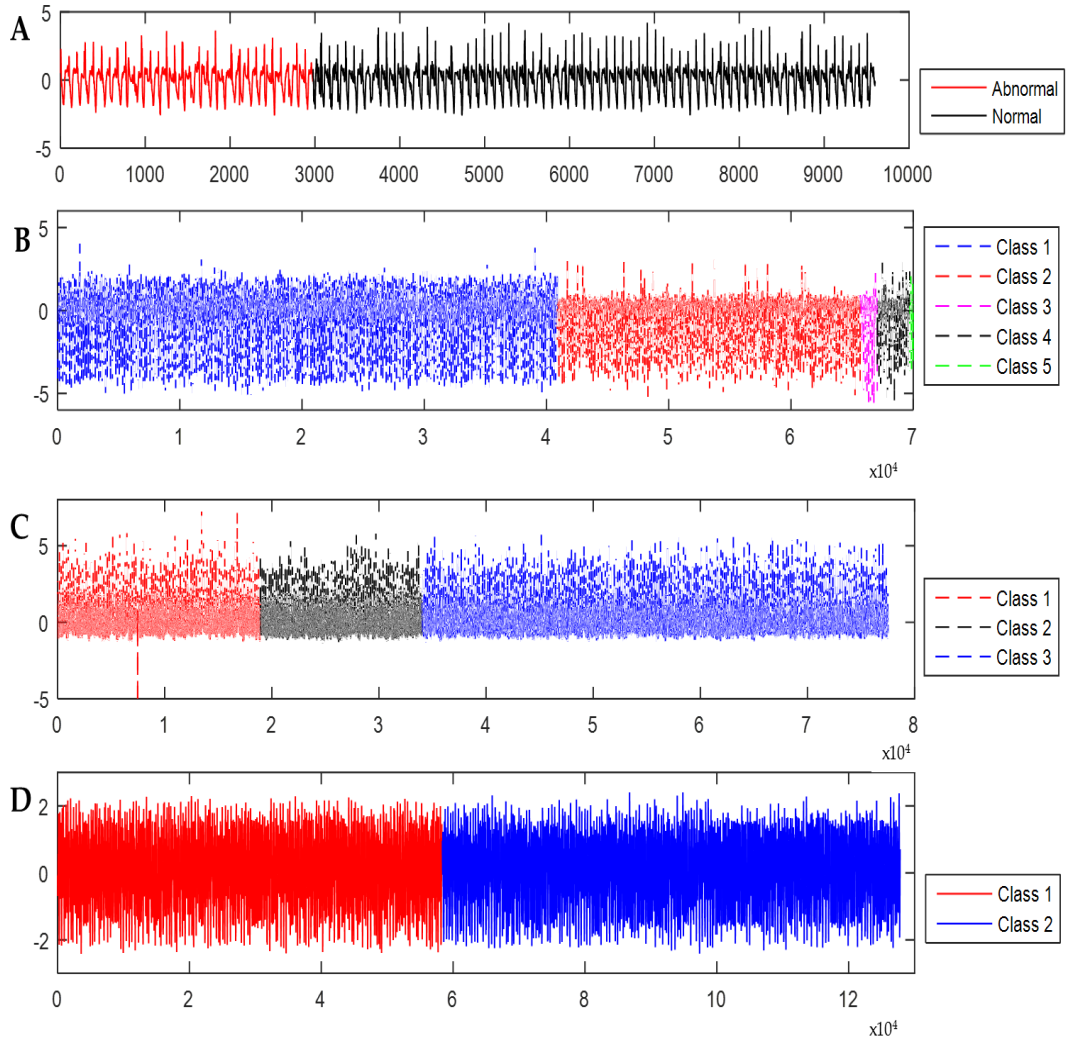 A
5
0
-5
0 1000 2000 3000 4000 5000 6000 7000 8000 9000 10000
Abnormal
Normal
B
5
0
-5
0 1 2 3 4 5 6 7
x10⁴
Class 1
Class 2
Class 3
Class 4
Class 5
C
5
0
-5
0 1 2 3 4 5 6 7 8
x10⁴
Class 1
Class 2
Class 3
D
2
0
-2
0 2 4 6 8 10 12
x10⁴
Class 1
Class 2